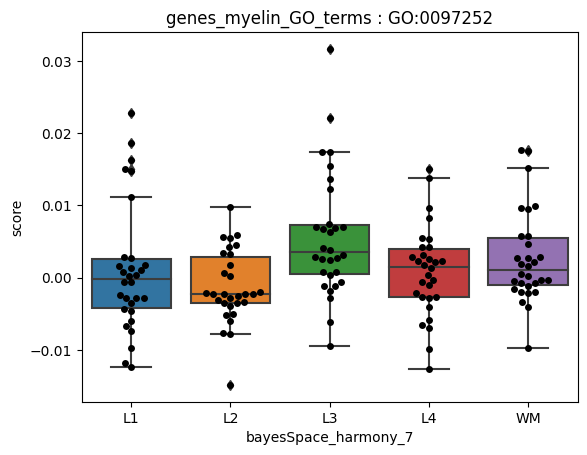 genes_myelin_GO_terms : GO:0097252
score
0.03
0.02
0.01
0.00
−0.01
L1 L2 L3 L4 WM
bayesSpace_harmony_7